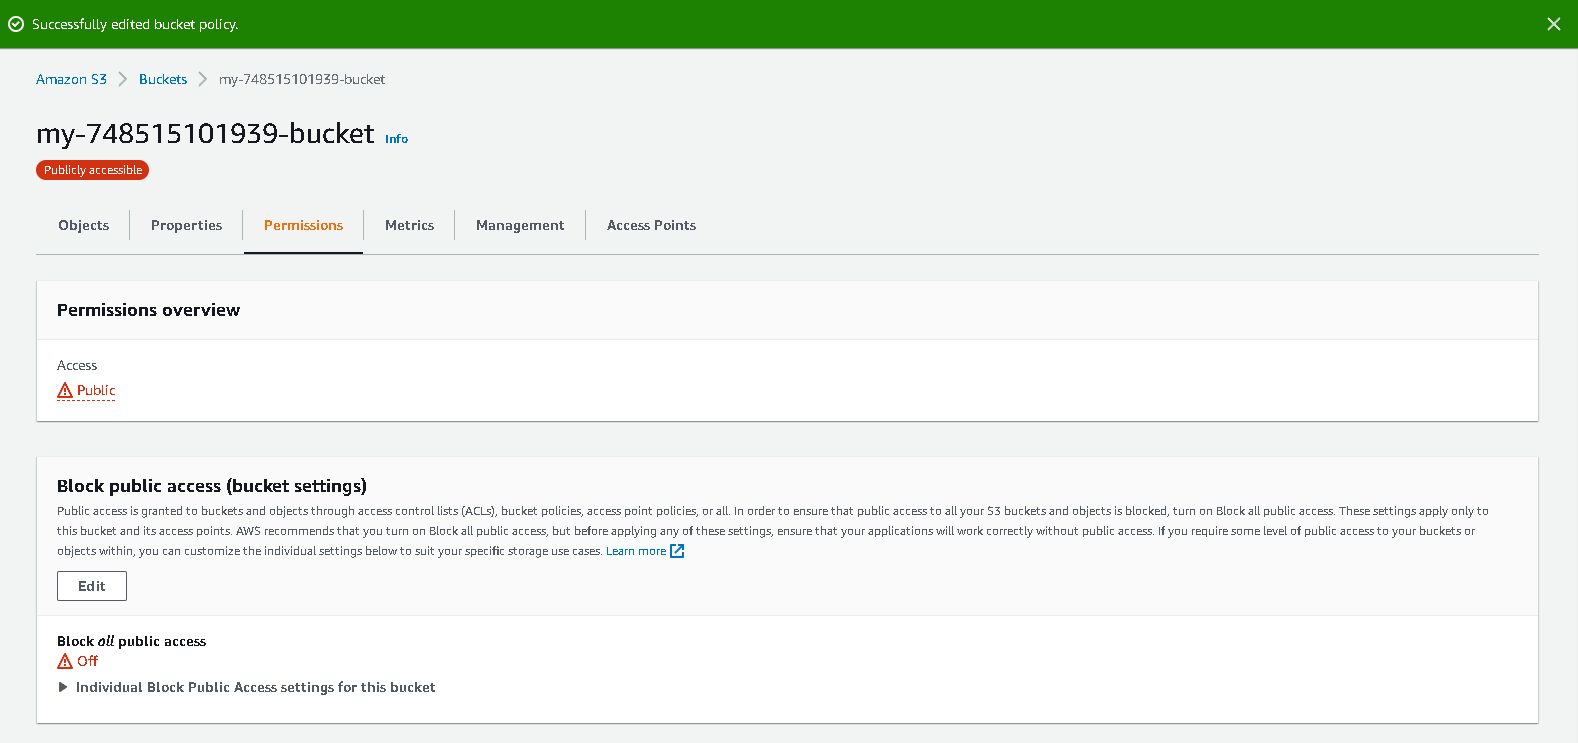 Successfully edited bucket policy.
Amazon S3 Buckets my-748515101939-bucket
my-748515101939-bucket Info
Publicly accessible
Objects Properties Permissions Metrics Management Access Points
Permissions overview
Access
Public
Block public access (bucket settings)
Public access is granted to buckets and objects through access control lists (ACLs), bucket policies, access point policies, or all. In order to ensure that public access to all your S3 buckets and objects is blocked, turn on Block all public access. These settings apply only to
this bucket and its access points. AWS recommends that you turn on Block all public access, but before applying any of these settings, ensure that your applications will work correctly without public access. If you require some level of public access to your buckets or
objects within, you can customize the individual settings below to suit your specific storage use cases. Learn more
Edit
Block all public access
Off
Individual Block Public Access settings for this bucket